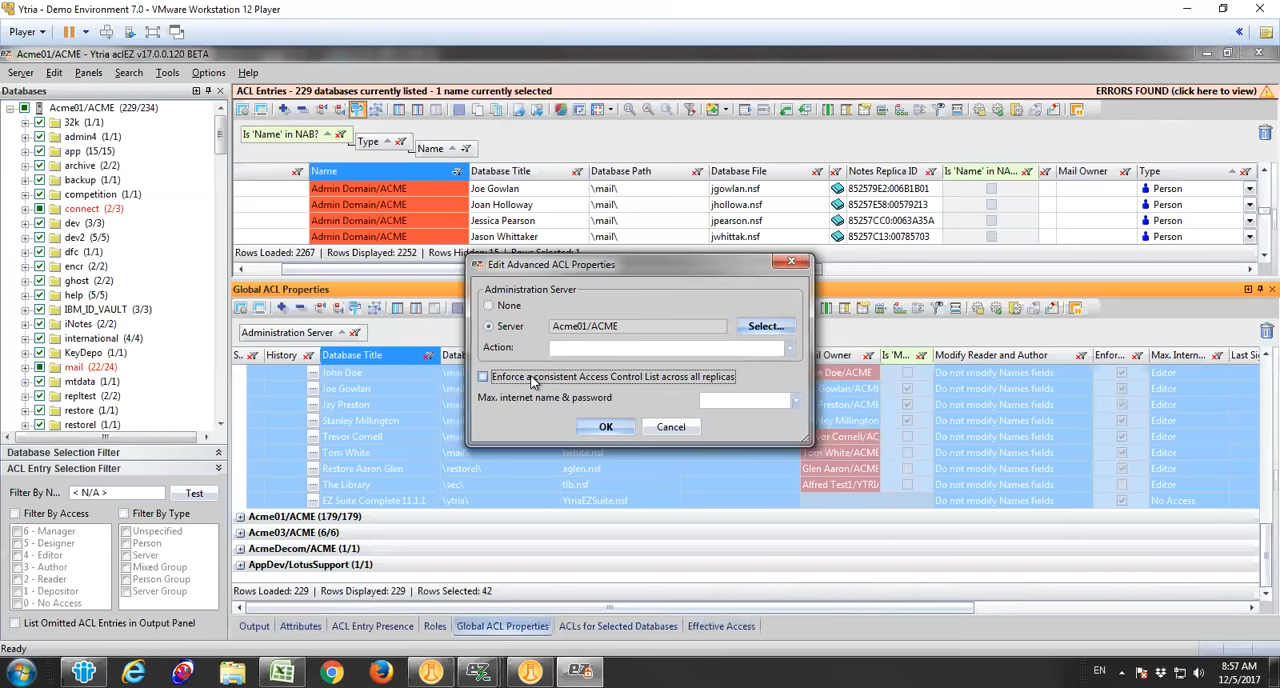 Ytria - Demo Environment 7.0 - VMware Workstation 12 Player
Player
Acme01/ACME - Ytria aclEZ v17.0.0.120 BETA
Server Edit Panels Search Tools Options Help
Databases
Acme01/ACME (229/234)
32k (1/1)
admin4 (1/1)
app (15/15)
archive (2/2)
backup (1/1)
competition (1/1)
connect (2/3)
dev (3/3)
dev2 (5/5)
dfc (1/1)
encr (2/2)
ghost (2/2)
help (5/5)
IBM_ID_VAULT (3/3)
iNotes (2/2)
international (4/4)
KeyDepo (1/1)
mail (22/24)
mtdata (1/1)
repltest (2/2)
restore (1/1)
restorel (1/1)
Database Selection Filter
ACL Entry Selection Filter
Filter By N... < N/A > Test
Filter By Access Filter By Type
6 - Manager Unspecified
5 - Designer Person
4 - Editor Server
3 - Author Mixed Group
2 - Reader Person Group
1 - Depositor Server Group
0 - No Access
List Omitted ACL Entries in Output Panel
ACL Entries - 229 databases currently listed - 1 name currently selected ERRORS FOUND (click here to view)
Is 'Name' in NAB? Type Name
Name Database Title Database Path Database File Notes Replica ID Is 'Name' in NA... Mail Owner Type
Admin Domain/ACME Joe Gowlan \mail\ jgowlan.nsf 852579E2:006B1B01 Person
Admin Domain/ACME Joan Holloway \mail\ jhollowa.nsf 85257E58:00579213 Person
Admin Domain/ACME Jessica Pearson \mail\ jpearson.nsf 85257CC0:0063A35A Person
Admin Domain/ACME Jason Whittaker \mail\ jwhittak.nsf 85257C13:00785703 Person
Rows Loaded: 2267 | Rows Displayed: 2252 | Rows
Global ACL Properties
Administration Server
S.. History Database Title Mail Owner Is 'M... Modify Reader and Author Enfor... Max. Intern... Last Si
John Doe Doe/ACME Do not modify Names fields Editor
Joe Gowlan Do not modify Names fields Editor
Jay Preston Do not modify Names fields Editor
Stanley Millington Do not modify Names fields Editor
Trevor Cornell Cornell/AC Do not modify Names fields Editor
Tom White \mail\ White/ACME Do not modify Names fields Editor
Restore Aaron Glen \restorel\ aglen.nsf Glen Aaron/ACME Do not modify Names fields Editor
The Library \sec\ tlb.nsf Alfred Test1/YTRI Do not modify Names fields Editor
EZ Suite Complete 11.1.1 \ytria\ YtriaEZSuite.nsf Do not modify Names fields No Access
Acme01/ACME (179/179)
Acme03/ACME (6/6)
AcmeDecom/ACME (1/1)
AppDev/LotusSupport (1/1)
Rows Loaded: 229 | Rows Displayed: 229 | Rows Selected: 42
Output Attributes ACL Entry Presence Roles Global ACL Properties ACLs for Selected Databases Effective Access
Edit Advanced ACL Properties
Administration Server
None
Server Acme01/ACME Select...
Action:
Enforce a consistent Access Control List across all replicas
Max. internet name & password
OK Cancel
Ready
EN 8:57 AM
12/5/2017